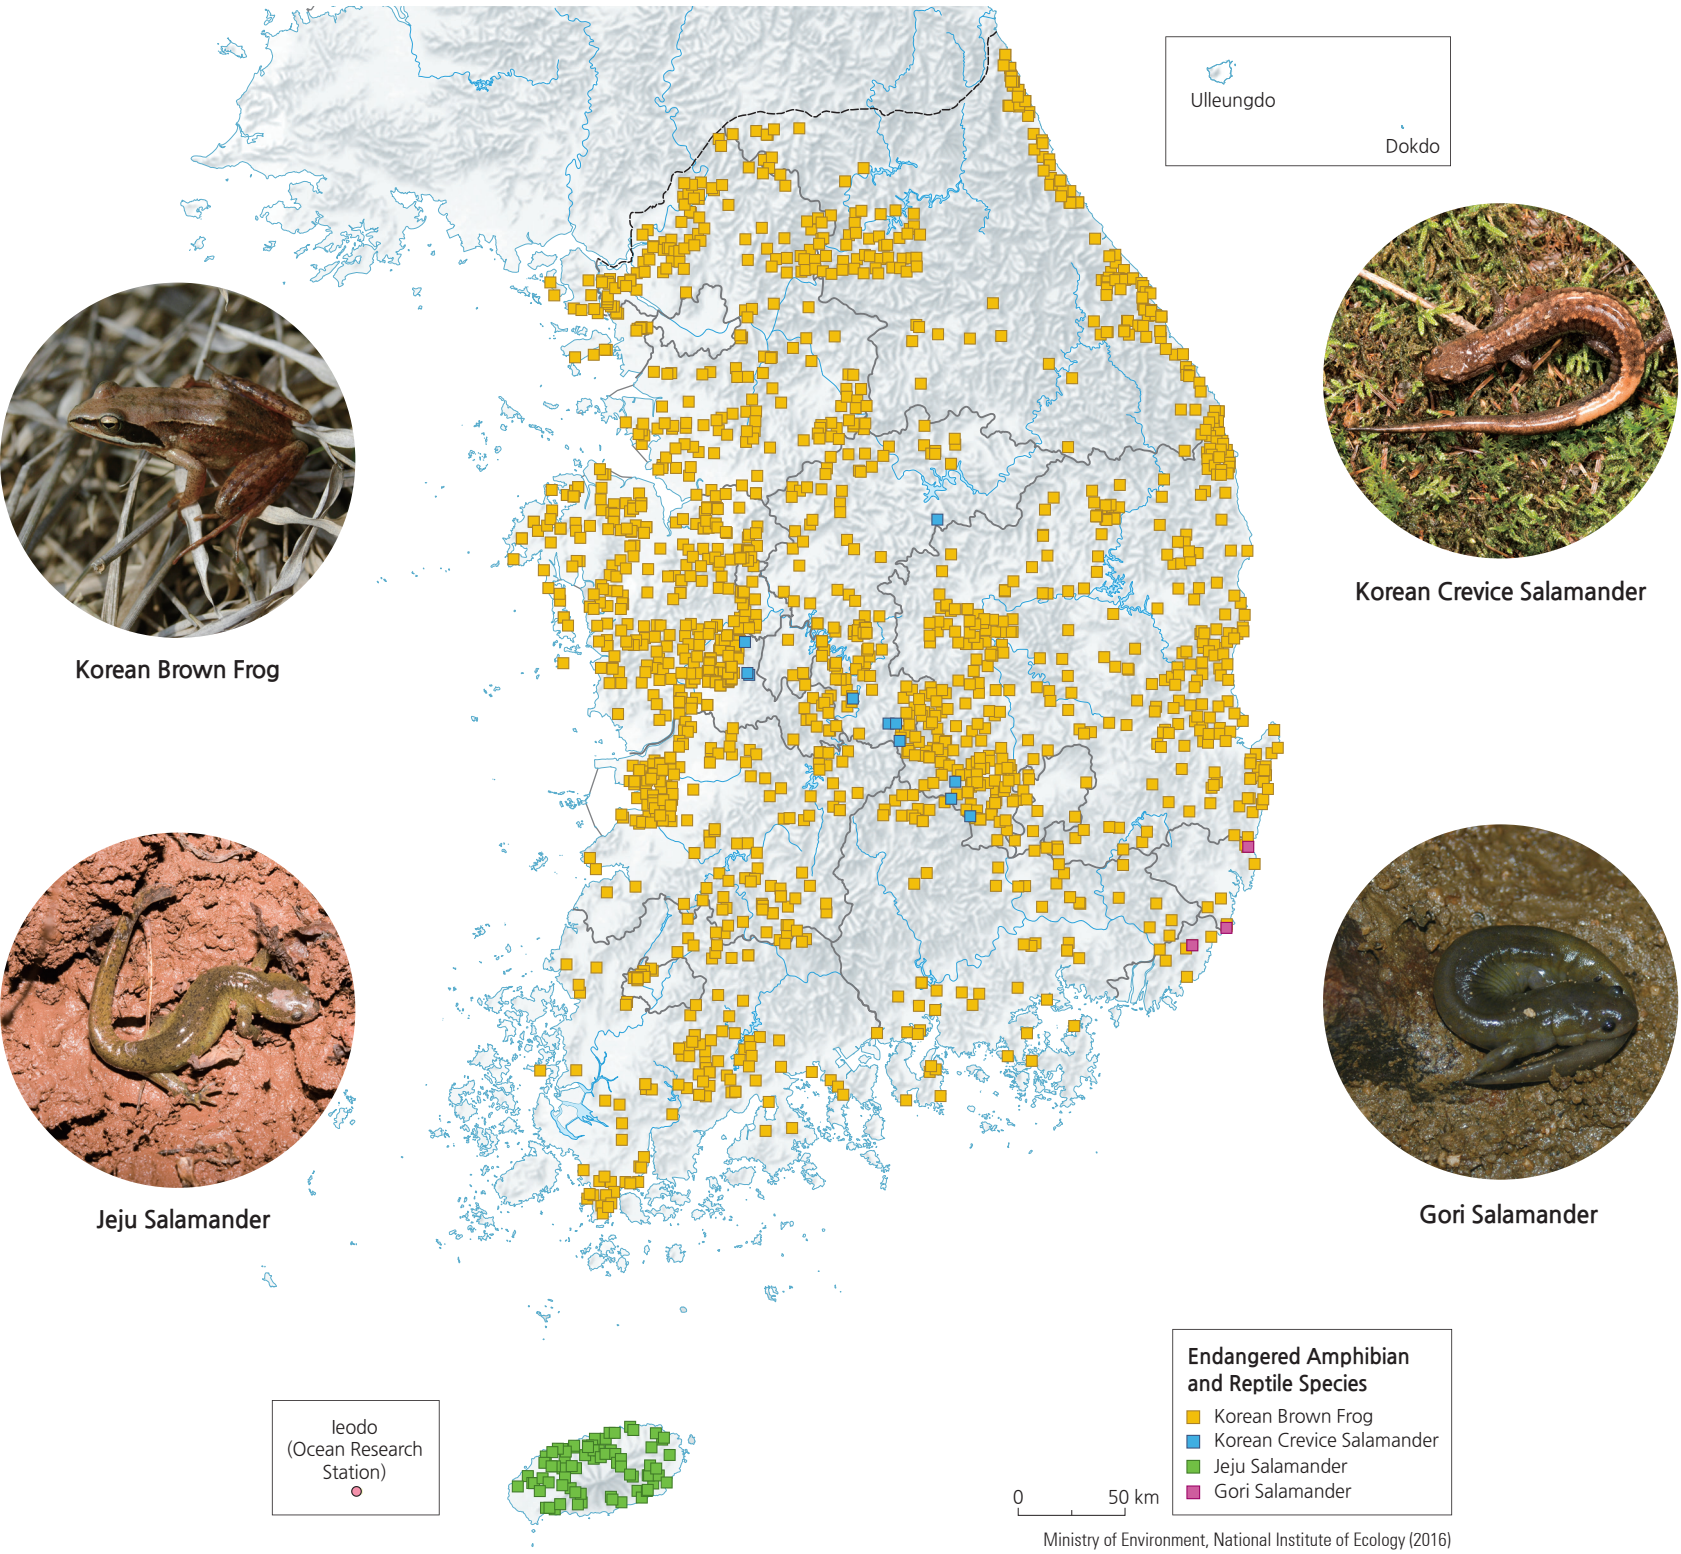 Ulleungdo
Dokdo
Korean Crevice Salamander
Korean Brown Frog
Jeju Salamander
Gori Salamander
Endangered Amphibian
and Reptile Species
Korean Brown Frog
Korean Crevice Salamander
Jeju Salamander
Gori Salamander
Ieodo
(Ocean Research
Station)
0 50 km
Ministry of Environment, National Institute of Ecology (2016)